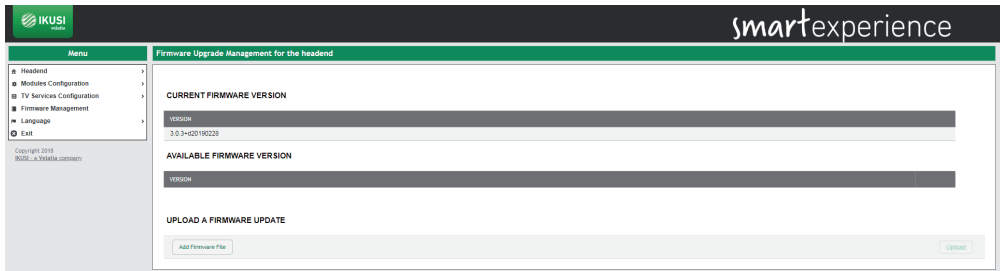 IKUSI
velatia
smartexperience
Menu
Firmware Upgrade Management for the headend
Headend
Modules Configuration
TV Services Configuration
Firmware Management
Language
Exit
Copyright 2018
IKUSI - a Velatia company
CURRENT FIRMWARE VERSION
VERSION
3.0.3+d20190228
AVAILABLE FIRMWARE VERSION
VERSION
UPLOAD A FIRMWARE UPDATE
Add Firmware File
Upload